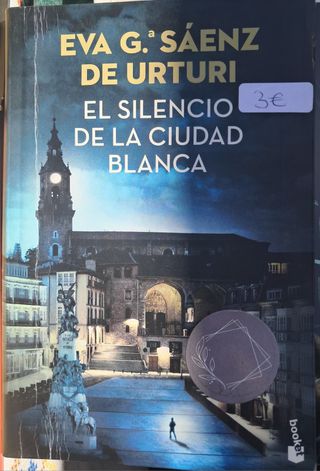 EVA G.ª SÁENZ
DE URTURI
EL SILENCIO
DE LA CIUDAD
BLANCA
3€
booket